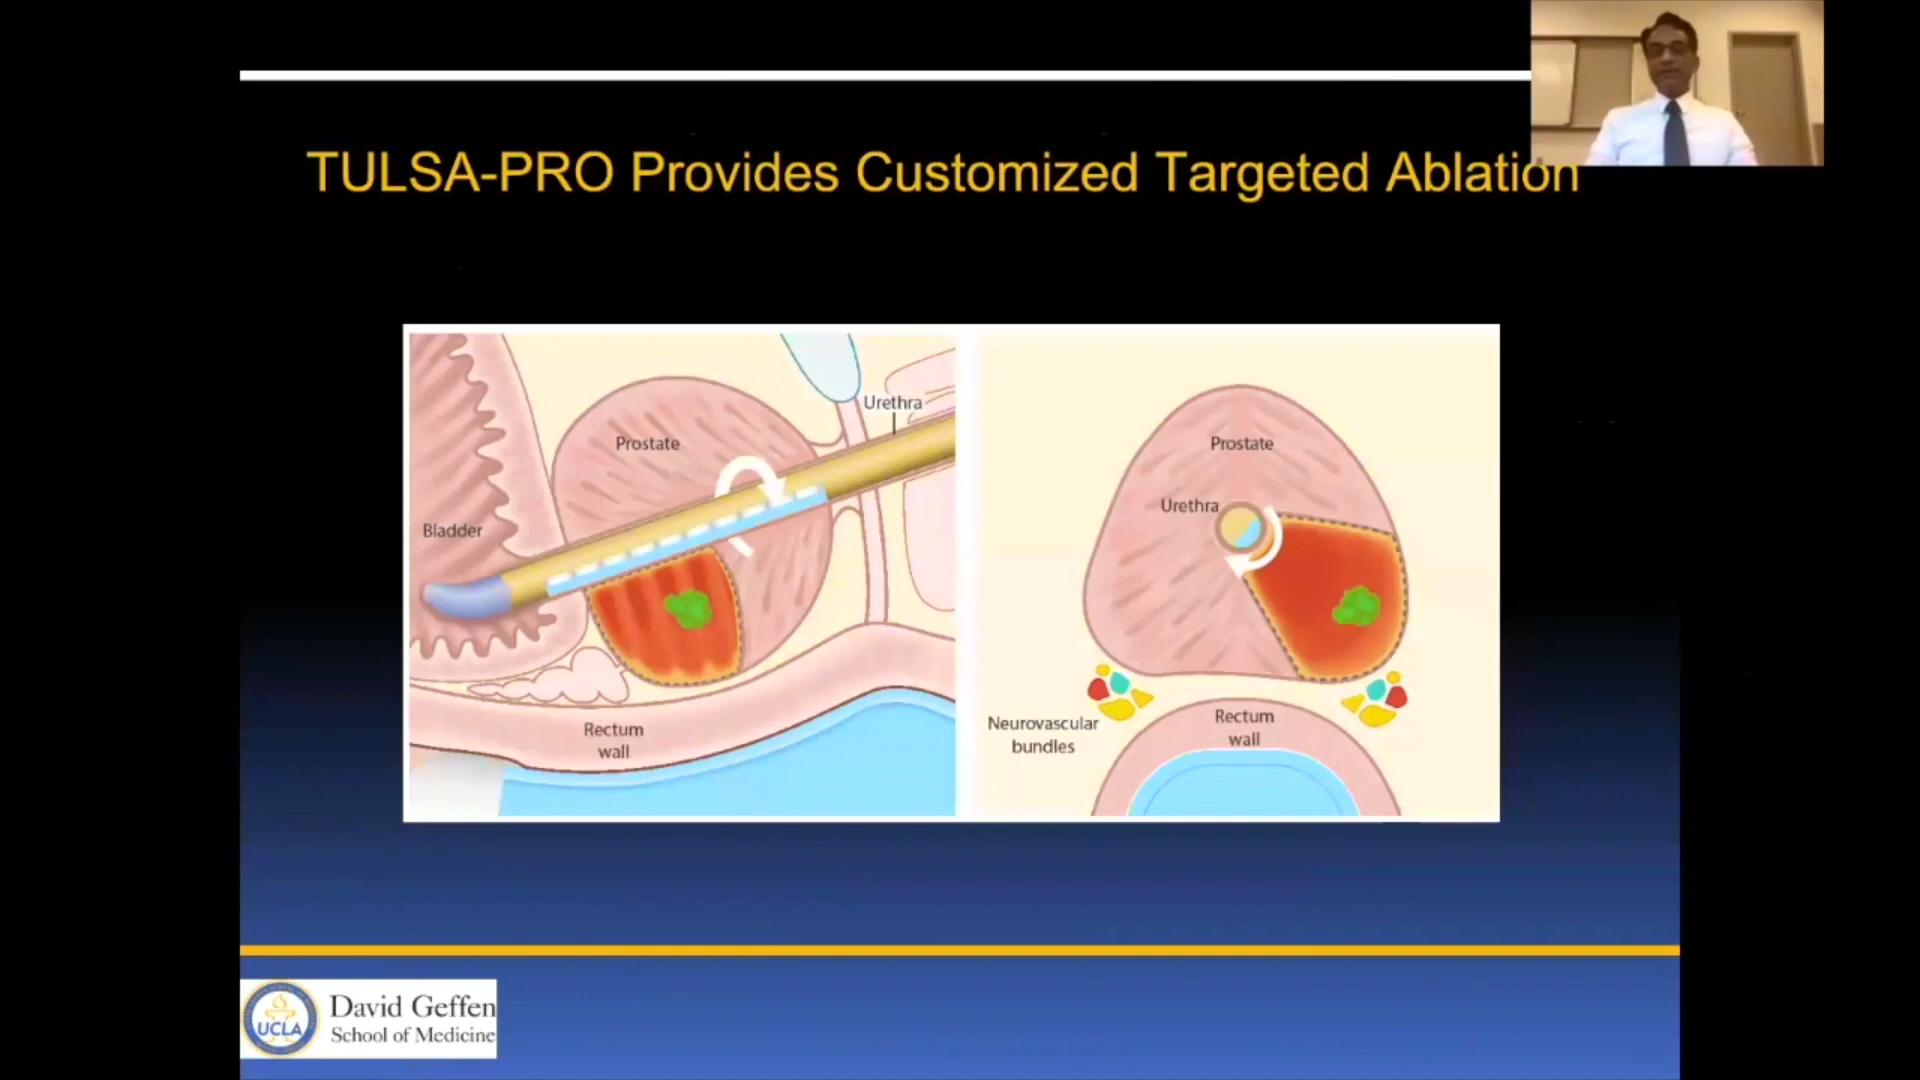 TULSA-PRO Provides Customized Targeted Ablation
Urethra
Prostate
Bladder
Rectum
wall
Prostate
Urethra
Neurovascular
bundles
Rectum
wall
UCLA
David Geffen
School of Medicine